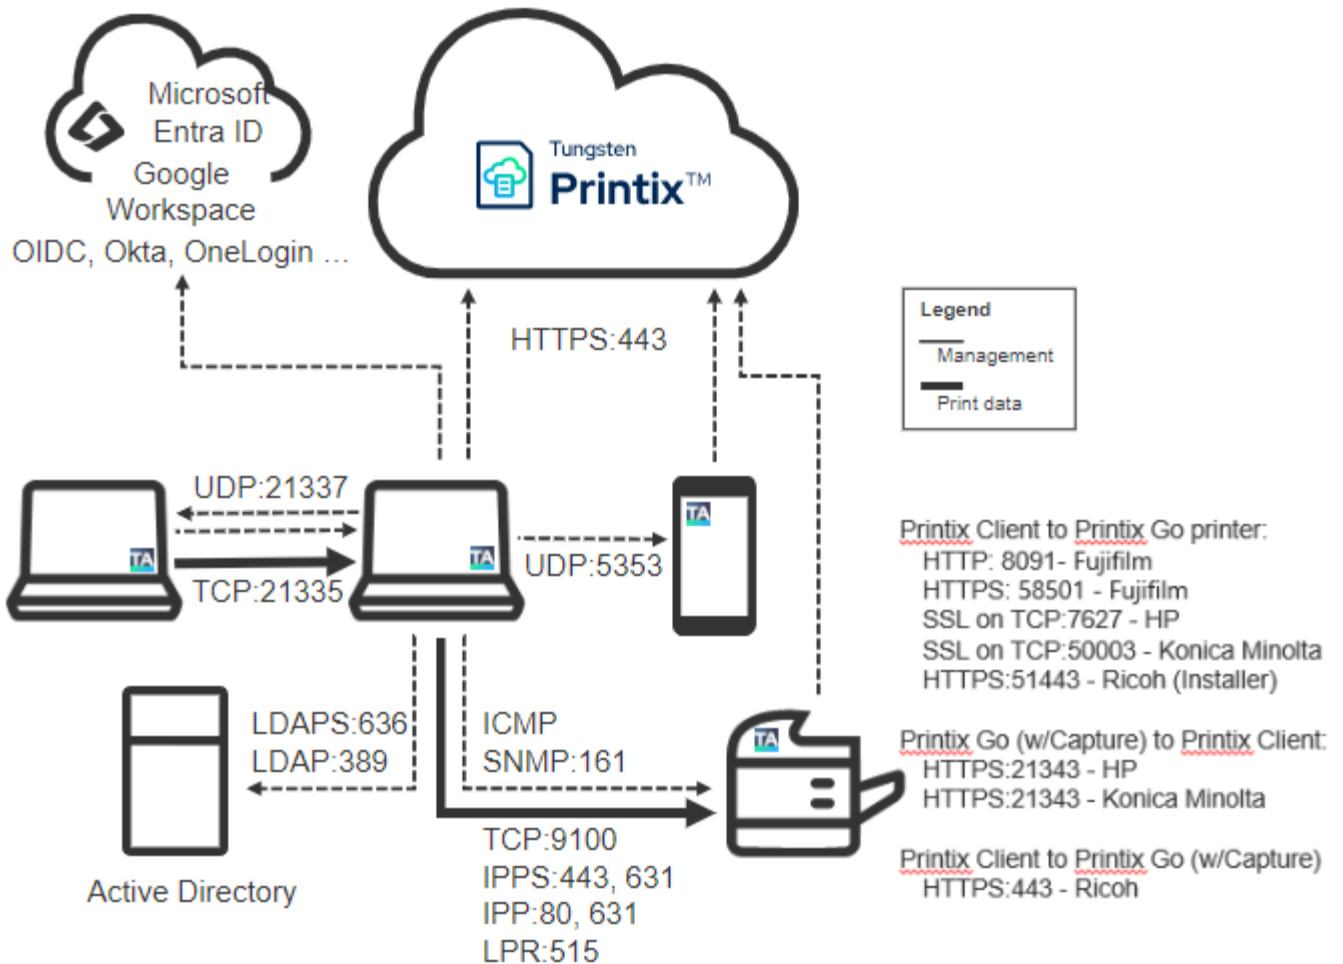 Microsoft
Entra ID
Google
Workspace
OIDC, Okta, OneLogin ...
Tungsten
Printix™
HTTPS:443
Legend
Management
Print data
UDP:21337
TA
TCP:21335
TA
UDP:5353
TA
LDAPS:636
LDAP:389
Active Directory
ICMP
SNMP:161
TA
TCP:9100
IPPS:443, 631
IPP:80, 631
LPR:515
Printix Client to Printix Go printer:
HTTP: 8091- Fujifilm
HTTPS: 58501 - Fujifilm
SSL on TCP:7627 - HP
SSL on TCP:50003 - Konica Minolta
HTTPS:51443 - Ricoh (Installer)
Printix Go (w/Capture) to Printix Client:
HTTPS:21343 - HP
HTTPS:21343 - Konica Minolta
Printix Client to Printix Go (w/Capture)
HTTPS:443 - Ricoh